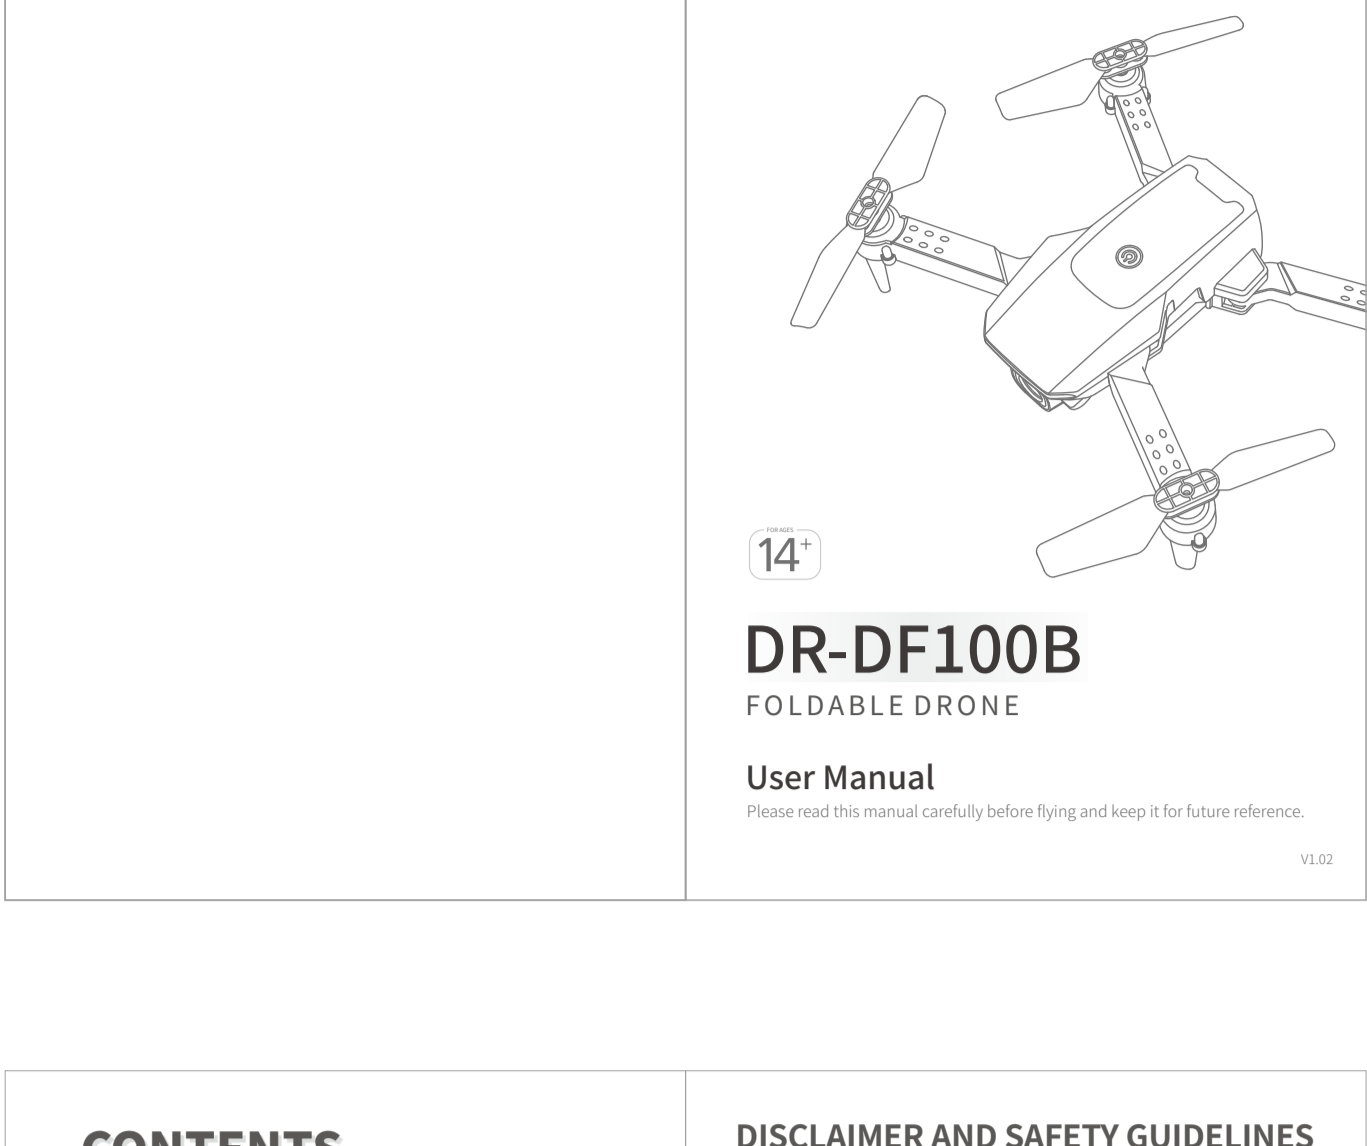 FOR AGES
14+
DR-DF100B
FOLDABLE DRONE
User Manual
Please read this manual carefully before flying and keep it for future reference.
V1.02
CONTENTS
DISCLAIMER AND SAFETY GUIDELINES